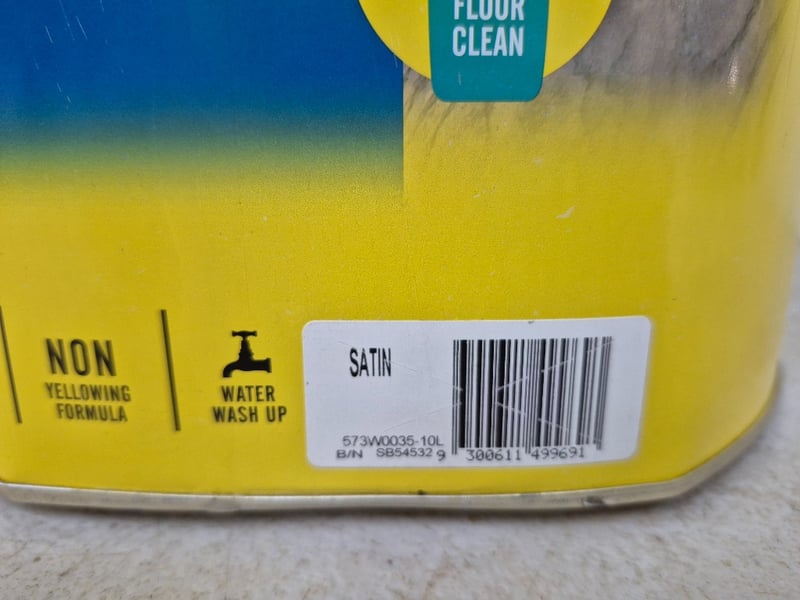 FLOOR
CLEAN
NON
YELLOWING
FORMULA
WATER
WASH UP
SATIN
573W0035-10L
B/N SB54532
9 300611 499691